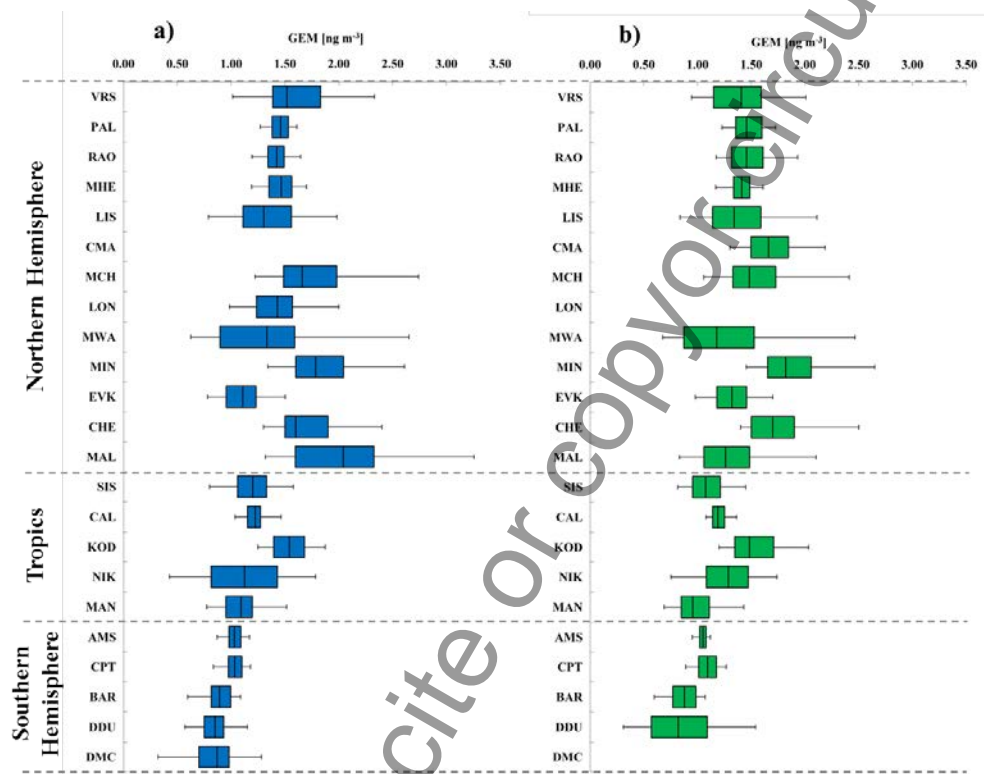 a)
GEM [ng m-3]
0.00 0.50 1.00 1.50 2.00 2.50 3.00 3.50
b)
GEM [ng m-3]
0.00 0.50 1.00 1.50 2.00 2.50 3.00 3.50
Northern Hemisphere
VRS
PAL
RAO
MHE
LIS
CMA
MCH
LON
MWA
MIN
EVK
CHE
MAL
Tropics
SIS
CAL
KOD
NIK
MAN
Southern
Hemisphere
AMS
CPT
BAR
DDU
DMC
VRS
PAL
RAO
MHE
LIS
CMA
MCH
LON
MWA
MIN
EVK
CHE
MAL
SIS
CAL
KOD
NIK
MAN
AMS
CPT
BAR
DDU
DMC
cite or copyor circu